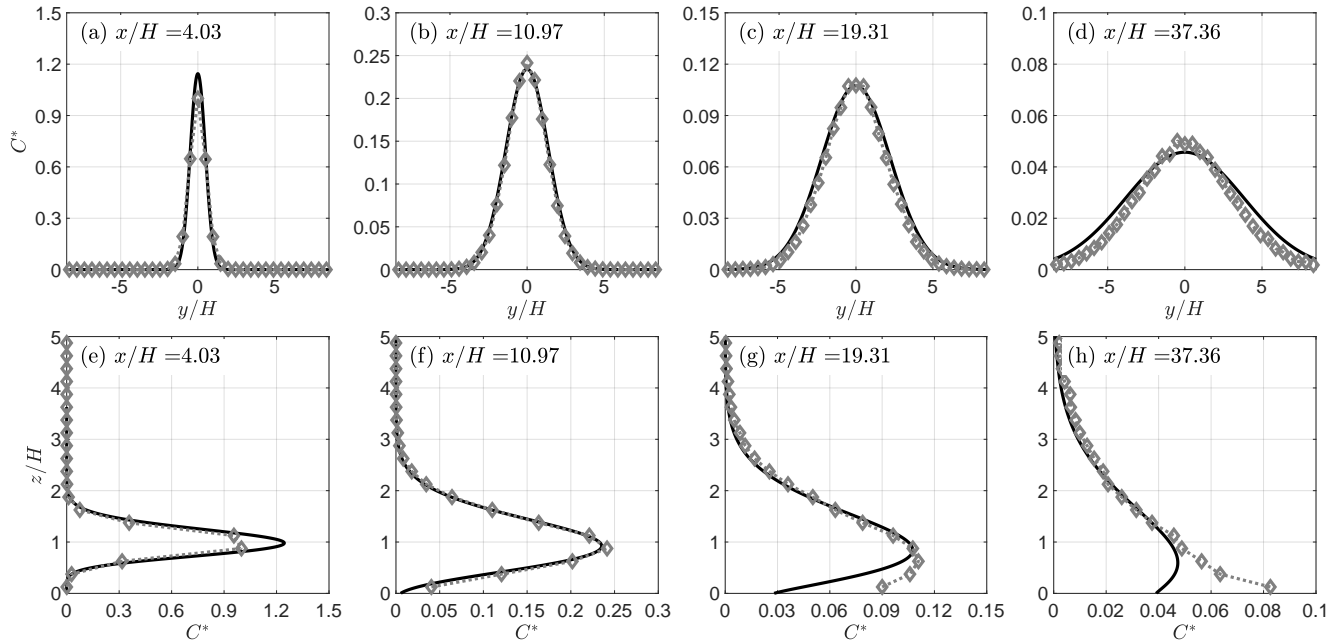 (a) x/H =4.03
(b) x/H =10.97
(c) x/H =19.31
(d) x/H =37.36
1.5
1.2
0.9
0.6
0.3
0
C*
-5 0 5
y/H
0.3
0.25
0.2
0.15
0.1
0.05
0
-5 0 5
y/H
0.15
0.12
0.09
0.06
0.03
0
-5 0 5
y/H
0.1
0.08
0.06
0.04
0.02
0
-5 0 5
y/H
(e) x/H =4.03
(f) x/H =10.97
(g) x/H =19.31
(h) x/H =37.36
5
4
3
2
1
0
z/H
0 0.3 0.6 0.9 1.2 1.5
C*
5
4
3
2
1
0
0 0.05 0.1 0.15 0.2 0.25 0.3
C*
5
4
3
2
1
0
0 0.03 0.06 0.09 0.12 0.15
C*
5
4
3
2
1
0
0 0.02 0.04 0.06 0.08 0.1
C*